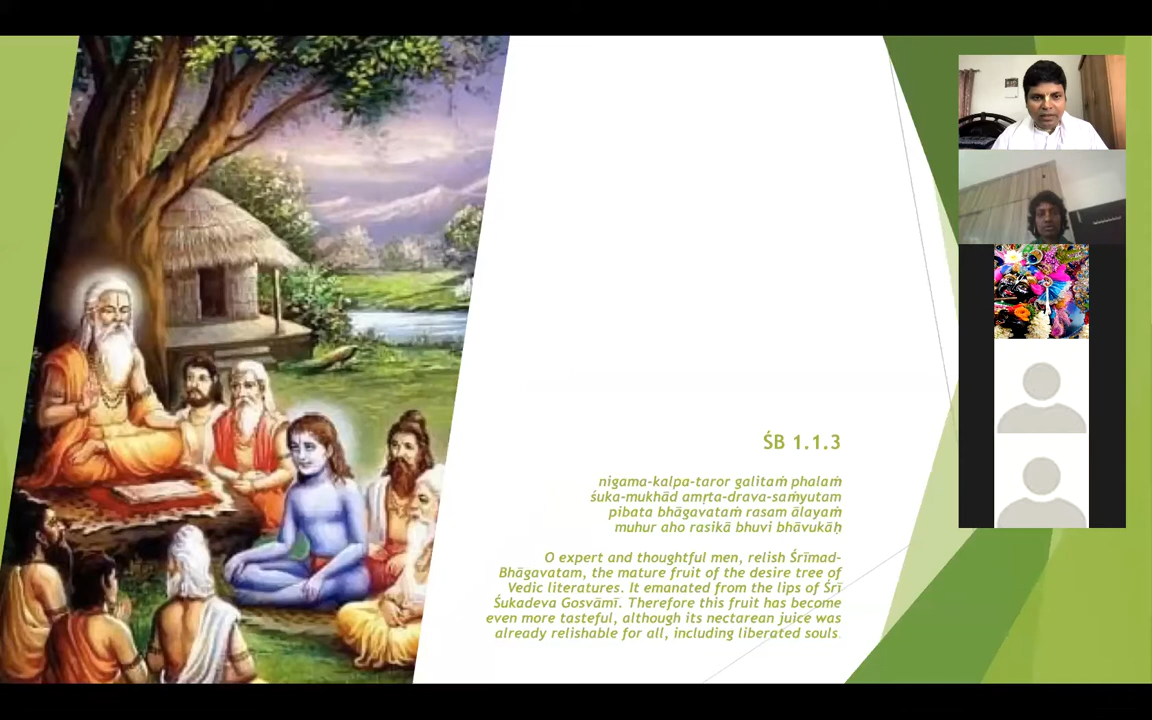 ŚB 1.1.3
nigama-kalpa-taror galitaṁ phalaṁ
śuka-mukhād amṛta-drava-saṁyutam
pibata bhāgavataṁ rasam ālayaṁ
muhur aho rasikā bhuvi bhāvukāḥ
O expert and thoughtful men, relish Śrīmad-
Bhāgavatam, the mature fruit of the desire tree of
Vedic literatures. It emanated from the lips of Śrī
Śukadeva Gosvāmī. Therefore this fruit has become
even more tasteful, although its nectarean juice was
already relishable for all, including liberated souls.